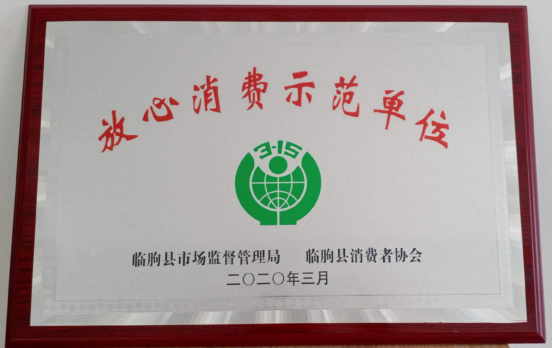 放心消费示范单位
3·15
临朐县市场监督管理局 临朐县消费者协会
二〇二〇年三月